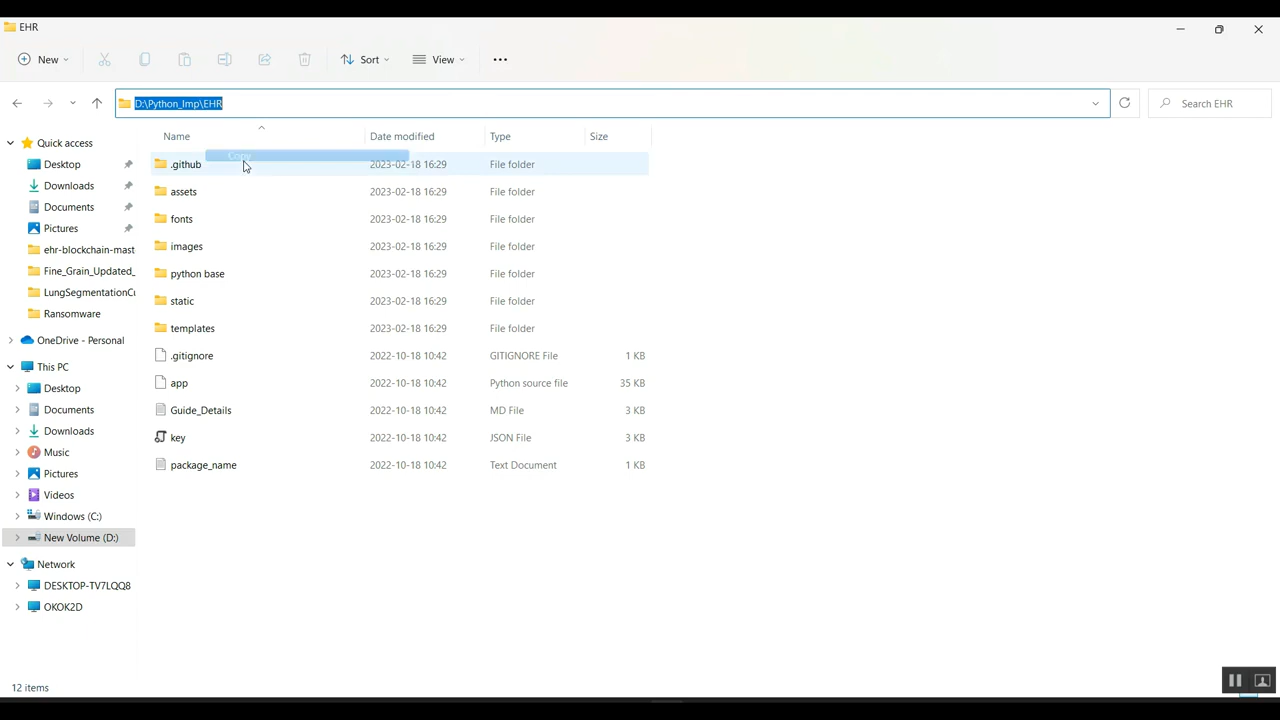 EHR
New
Sort
View
D:\Python_Imp\EHR
Search EHR
Name
Date modified
Type
Size
Quick access
Desktop
Downloads
Documents
Pictures
ehr-blockchain-mast
Fine_Grain_Updated_
LungSegmentationCu
Ransomware
OneDrive - Personal
This PC
Desktop
Documents
Downloads
Music
Pictures
Videos
Windows (C:)
New Volume (D:)
Network
DESKTOP-TV7LQQ8
OKOK2D
Copy
.github 2023-02-18 16:29 File folder
assets 2023-02-18 16:29 File folder
fonts 2023-02-18 16:29 File folder
images 2023-02-18 16:29 File folder
python base 2023-02-18 16:29 File folder
static 2023-02-18 16:29 File folder
templates 2023-02-18 16:29 File folder
.gitignore 2022-10-18 10:42 GITIGNORE File 1 KB
app 2022-10-18 10:42 Python source file 35 KB
Guide_Details 2022-10-18 10:42 MD File 3 KB
key 2022-10-18 10:42 JSON File 3 KB
package_name 2022-10-18 10:42 Text Document 1 KB
12 items